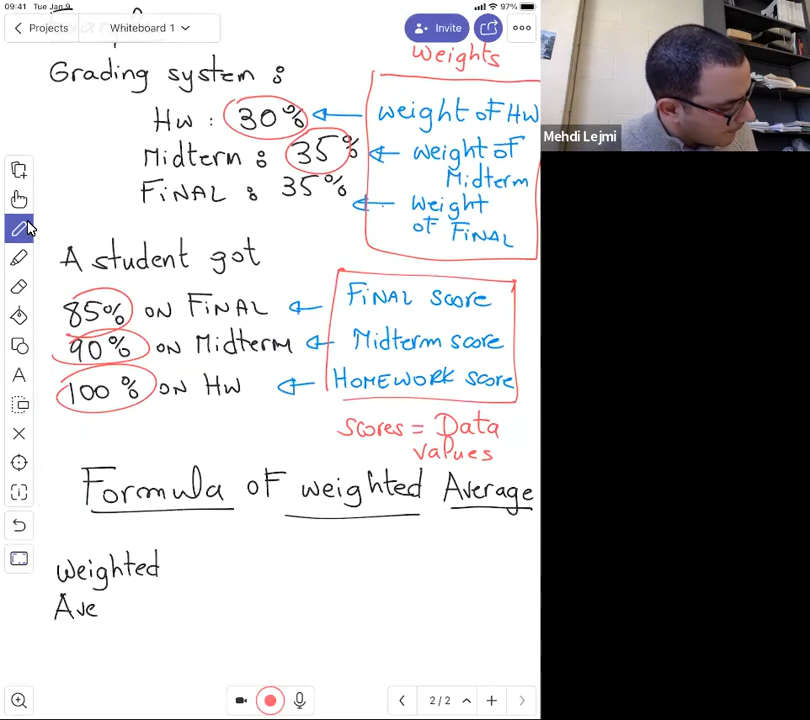 09:41 Tue Jan 9
97%
Projects
Whiteboard 1
Invite
weights
Grading system :
HW : 30%
weight of HW
Midterm : 35%
weight of
Midterm
FiNAL : 35%
weight
of FiNAL
A student got
85% ON FiNAL
FiNAL score
90% ON Midterm
Midterm score
100% ON HW
HOMEWORK score
scores = Data
values
Formula of weighted Average
weighted
Ave
2/2
Mehdi Lejmi